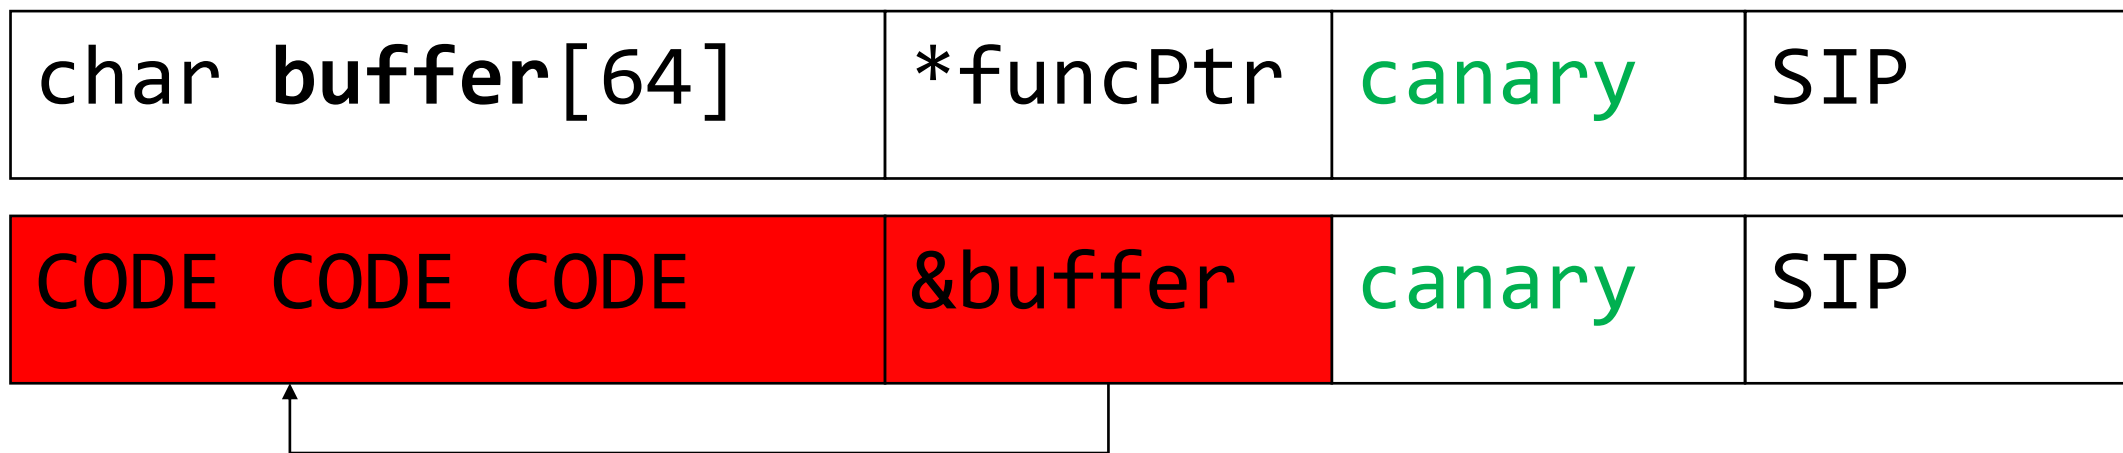 char buffer[64] *funcPtr canary SIP
CODE CODE CODE &buffer canary SIP